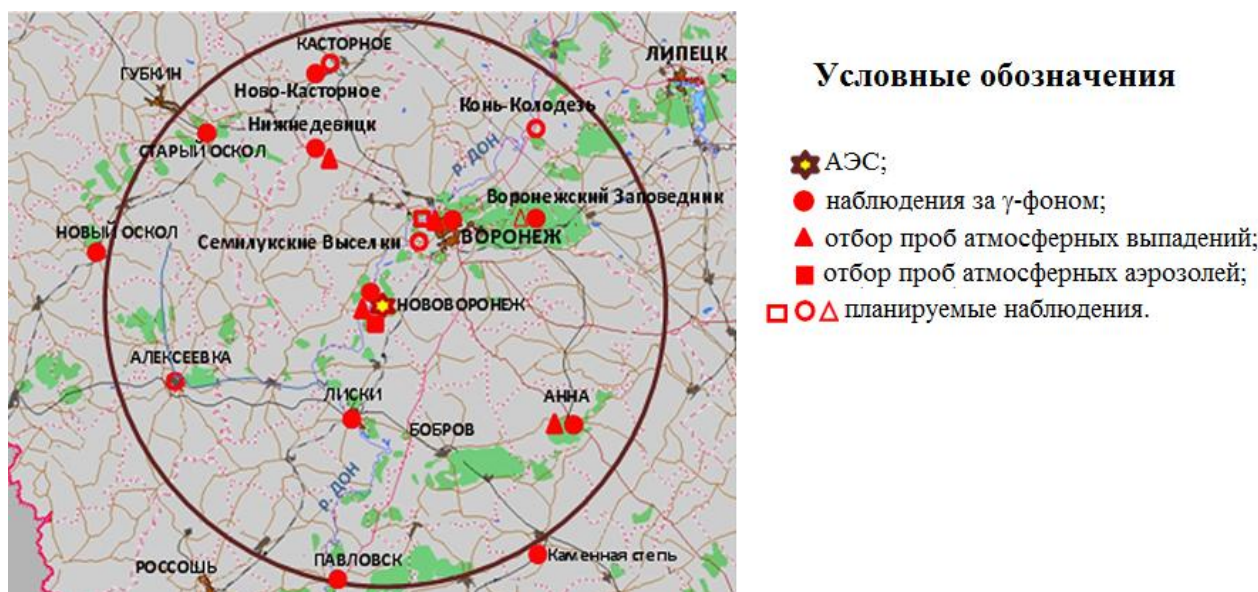 КАСТОРНОЕ
ЛИПЕЦК
ГУБКИН
Ново-Касторное
Конь-Колодезь
Нижнедевицк
СТАРЫЙ ОСКОЛ
р. ДОН
Воронежский Заповедник
НОВЫЙ ОСКОЛ
Семилукские Выселки
ВОРОНЕЖ
НОВОВОРОНЕЖ
АЛЕКСЕЕВКА
ЛИСКИ
АННА
БОБРОВ
р. ДОН
ПАВЛОВСК
Каменная степь
РОССОШЬ
Условные обозначения
АЭС;
наблюдения за γ-фоном;
отбор проб атмосферных выпадений;
отбор проб атмосферных аэрозолей;
планируемые наблюдения.